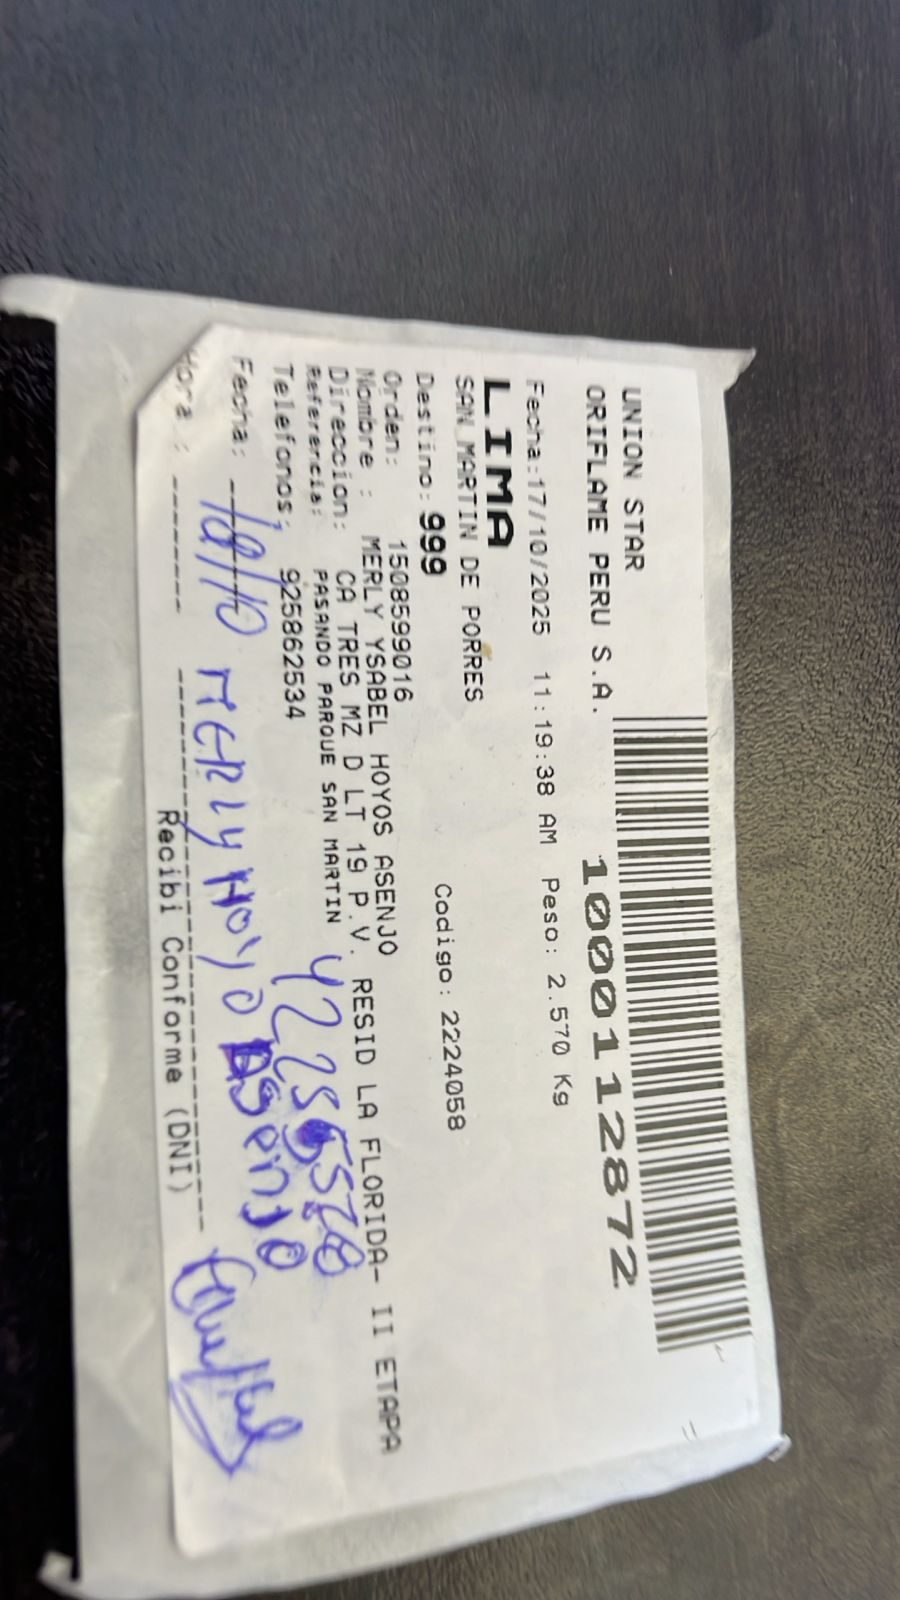 UNION STAR
ORIFLAME PERU S.A.
1000112872
Fecha:17/10/2025 11:19:38 AM Peso: 2.570 Kg
LIMA
SAN MARTIN DE PORRES
Destino: 999 Codigo: 2224058
Orden: 1508599016
Nombre : MERLY YSABEL HOYOS ASENJO
Direccion: CA TRES MZ D LT 19 P.V. RESID LA FLORIDA- II ETAPA
Referencia: PASANDO PARQUE SAN MARTIN
Telefonos: 925862534
Fecha: 18/10 MERLY HOYO ASENJO
Hora :
Recibi Conforme (DNI)